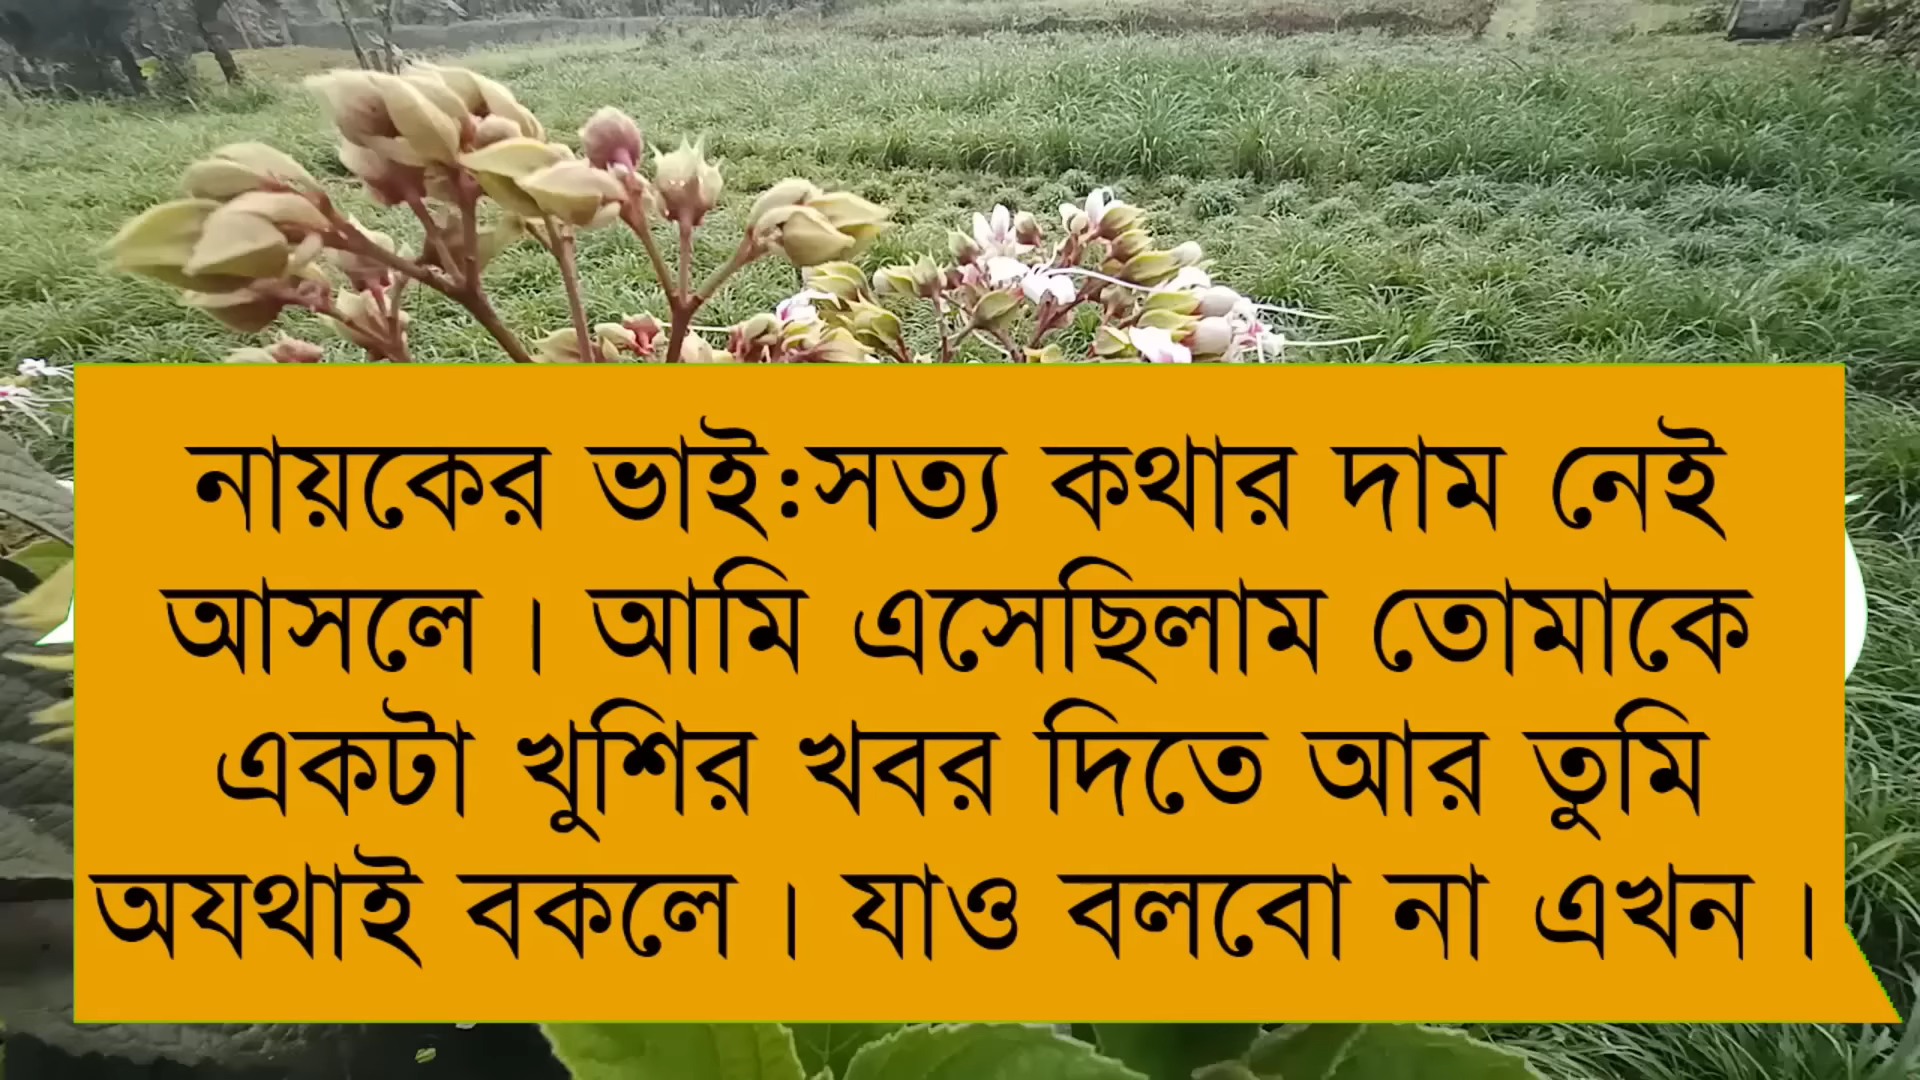 নায়কের ভাই:সত্য কথার দাম নেই
আসলে । আমি এসেছিলাম তোমাকে
একটা খুশির খবর দিতে আর তুমি
অযথাই বকলে । যাও বলবো না এখন ।